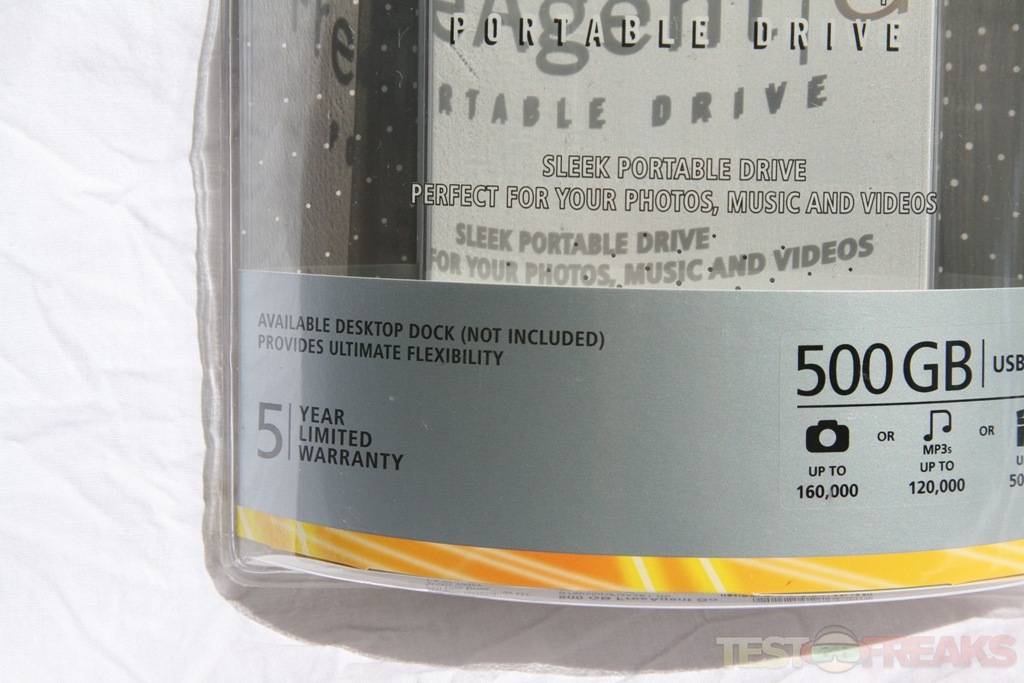 PORTABLE DRIVE
RTABLE DRIVE
SLEEK PORTABLE DRIVE
PERFECT FOR YOUR PHOTOS, MUSIC AND VIDEOS
SLEEK PORTABLE DRIVE
FOR YOUR PHOTOS, MUSIC AND VIDEOS
AVAILABLE DESKTOP DOCK (NOT INCLUDED)
PROVIDES ULTIMATE FLEXIBILITY
500 GB | USB
5 | YEAR
LIMITED
WARRANTY
OR MP3s OR
UP TO
160,000
UP TO
120,000
TESTFREAKS